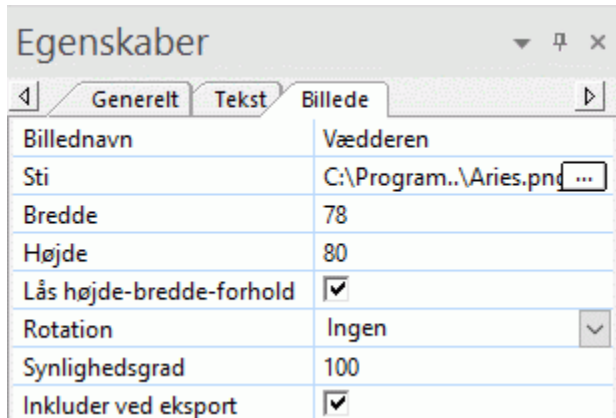 Egenskaber
Generelt Tekst Billede
Billednavn Vædderen
Sti C:\Program..\Aries.png ...
Bredde 78
Højde 80
Lås højde-bredde-forhold
Rotation Ingen
Synlighedsgrad 100
Inkluder ved eksport